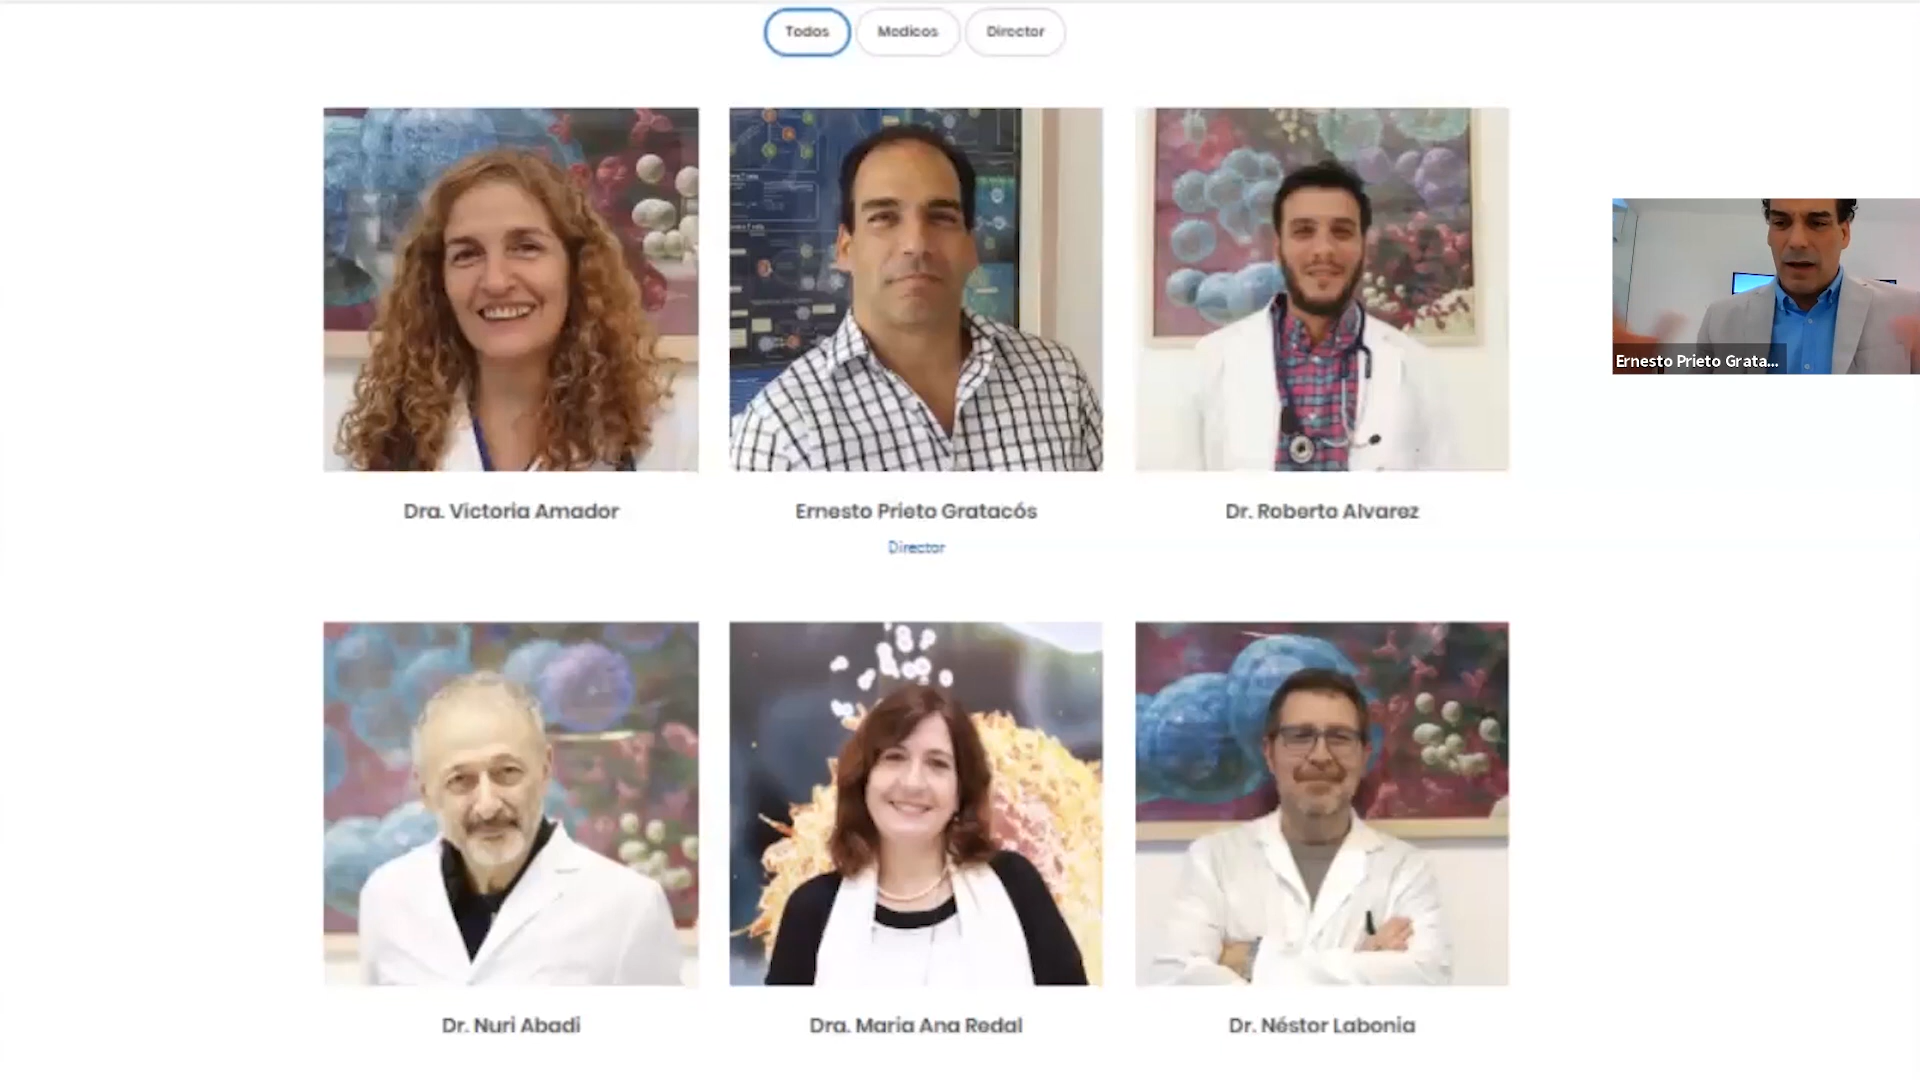 Todos
Medicos
Director
Ernesto Prieto Grata...
Dra. Victoria Amador
Ernesto Prieto Gratacós
Dr. Roberto Alvarez
Director
Dr. Nuri Abadi
Dra. Maria Ana Redal
Dr. Néstor Labonia